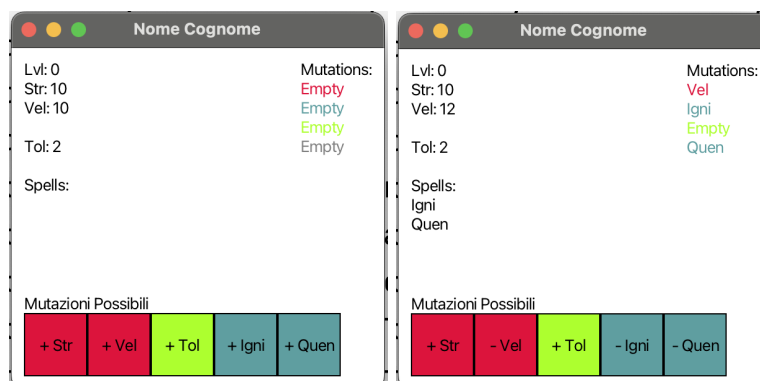 Nome Cognome
Lvl: 0
Str: 10
Vel: 10
Tol: 2
Spells:
Mutations:
Empty
Empty
Empty
Empty
Mutazioni Possibili
+ Str + Vel + Tol + Igni + Quen
Nome Cognome
Lvl: 0
Str: 10
Vel: 12
Tol: 2
Spells:
Igni
Quen
Mutations:
Vel
Igni
Empty
Quen
Mutazioni Possibili
+ Str - Vel + Tol - Igni - Quen